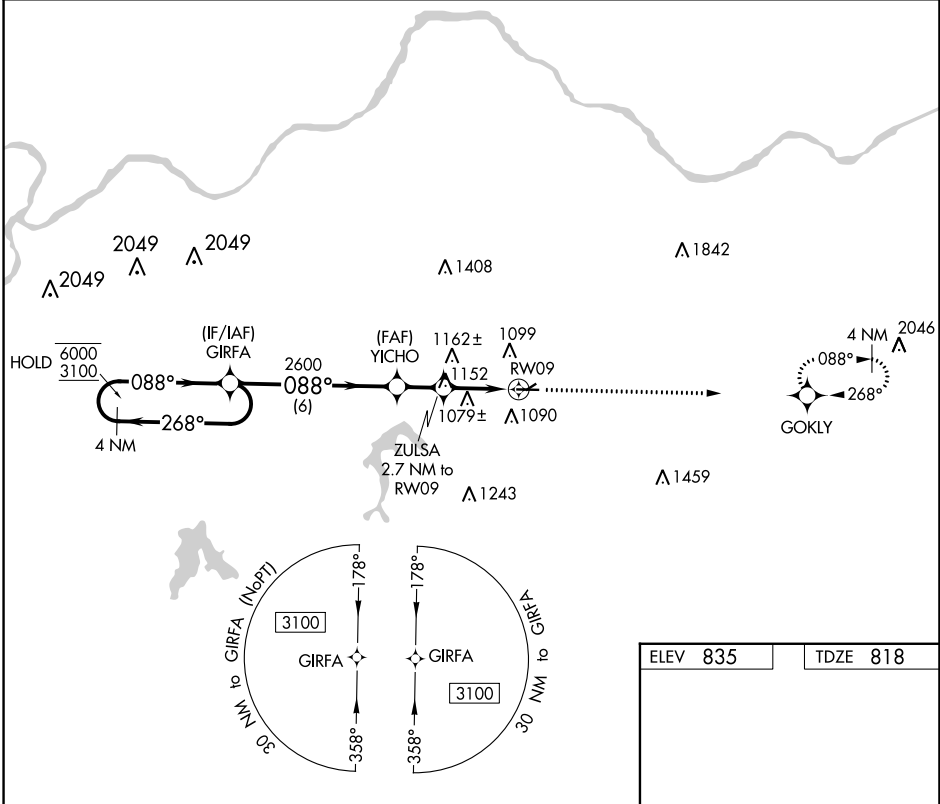 2049
2049
2049
1408
1842
HOLD
6000
3100
(IF/IAF)
GIRFA
088°
268°
4 NM
2600
088°
(6)
(FAF)
YICHO
1162±
1152
1079±
1099
RW09
1090
ZULSA
2.7 NM to
RW09
1243
1459
4 NM
2046
088°
268°
GOKLY
30 NM to GIRFA (NoPT)
178°
3100
GIRFA
358°
178°
GIRFA
3100
358°
30 NM to GIRFA
ELEV 835
TDZE 818